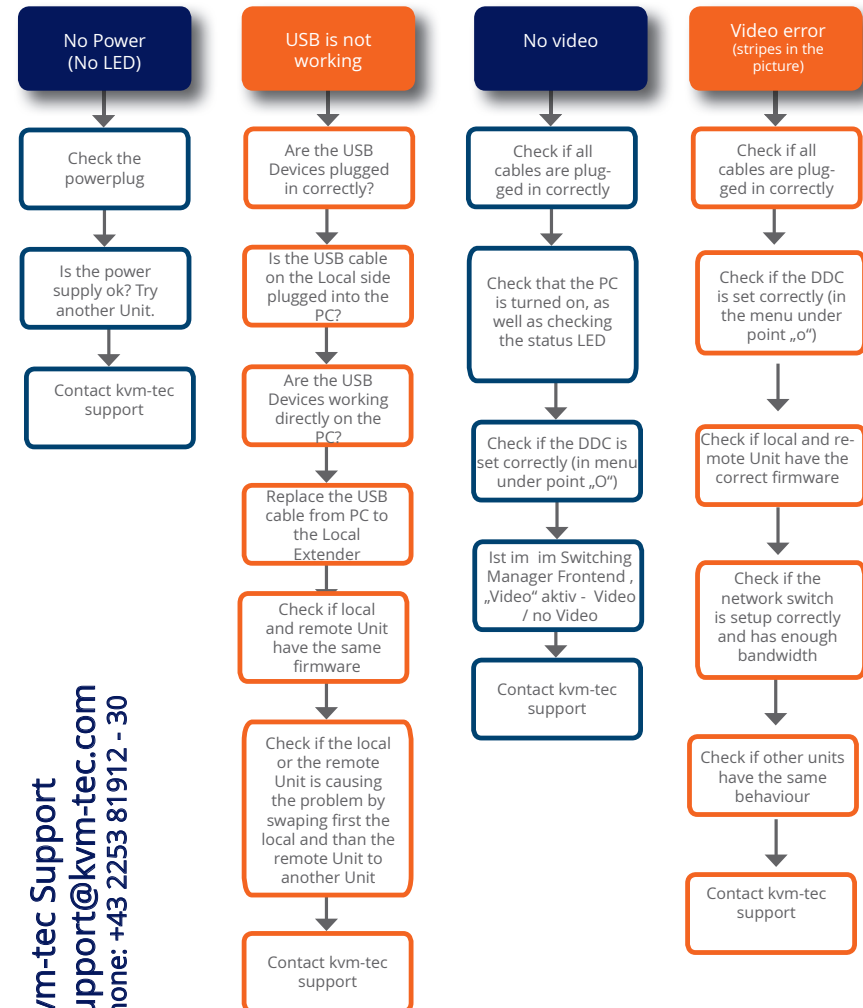 No Power
(No LED)
Check the
powerplug
Is the power
supply ok? Try
another Unit.
Contact kvm-tec
support
USB is not
working
Are the USB
Devices plugged
in correctly?
Is the USB cable
on the Local side
plugged into the
PC?
Are the USB
Devices working
directly on the
PC?
Replace the USB
cable from PC to
the Local
Extender
Check if local
and remote Unit
have the same
firmware
Check if the local
or the remote
Unit is causing
the problem by
swaping first the
local and than the
remote Unit to
another Unit
Contact kvm-tec
support
No video
Check if all
cables are plug-
ged in correctly
Check that the PC
is turned on, as
well as checking
the status LED
Check if the DDC is
set correctly (in menu
under point „O“)
Ist im  im Switching
Manager Frontend ,
„Video“ aktiv -  Video
/ no Video
Contact kvm-tec
support
Video error
(stripes in the
picture)
Check if all
cables are plug-
ged in correctly
Check if the DDC
is set correctly (in
the menu under
point „o“)
Check if local and re-
mote Unit have the
correct firmware
Check if the
network switch
is setup correctly
and has enough
bandwidth
Check if other units
have the same
behaviour
Contact kvm-tec
support
vm-tec Support
upport@kvm-tec.com
hone: +43 2253 81912 - 30